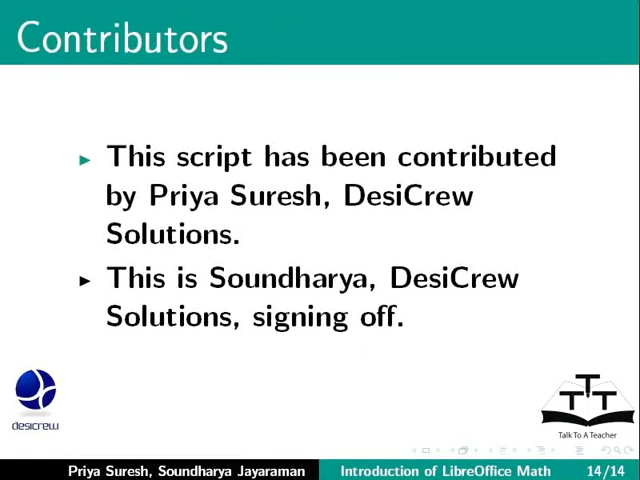 Contributors
This script has been contributed
by Priya Suresh, DesiCrew
Solutions.
This is Soundharya, DesiCrew
Solutions, signing off.
desicrew
T T T
Talk To A Teacher
Priya Suresh, Soundharya Jayaraman Introduction of LibreOffice Math 14/14